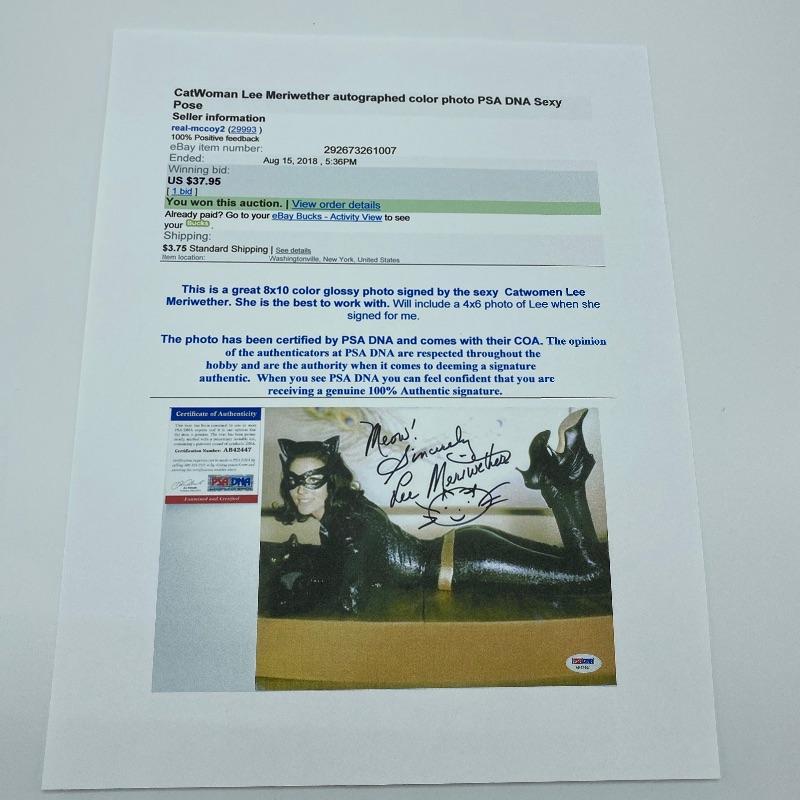 CatWoman Lee Meriwether autographed color photo PSA DNA Sexy
Pose
Seller information
real-mccoy2 (29993 )
100% Positive feedback
eBay item number: 292673261007
Ended: Aug 15, 2018 , 5:36PM
Winning bid:
US $37.95
[ 1 bid ]
You won this auction. | View order details
Already paid? Go to your eBay Bucks - Activity View to see
your Bucks .
Shipping:
$3.75 Standard Shipping | See details
Item location: Washingtonville, New York, United States
This is a great 8x10 color glossy photo signed by the sexy Catwomen Lee
Meriwether. She is the best to work with. Will include a 4x6 photo of Lee when she
signed for me.
The photo has been certified by PSA DNA and comes with their COA. The opinion
of the authenticators at PSA DNA are respected throughout the
hobby and are the authority when it comes to deeming a signature
authentic. When you see PSA DNA you can feel confident that you are
receiving a genuine 100% Authentic signature.
Certificate of Authenticity
Certification Number: AB42447
PSA/DNA
Examined and Certified
Meow!
Sincerely
Lee Meriwether